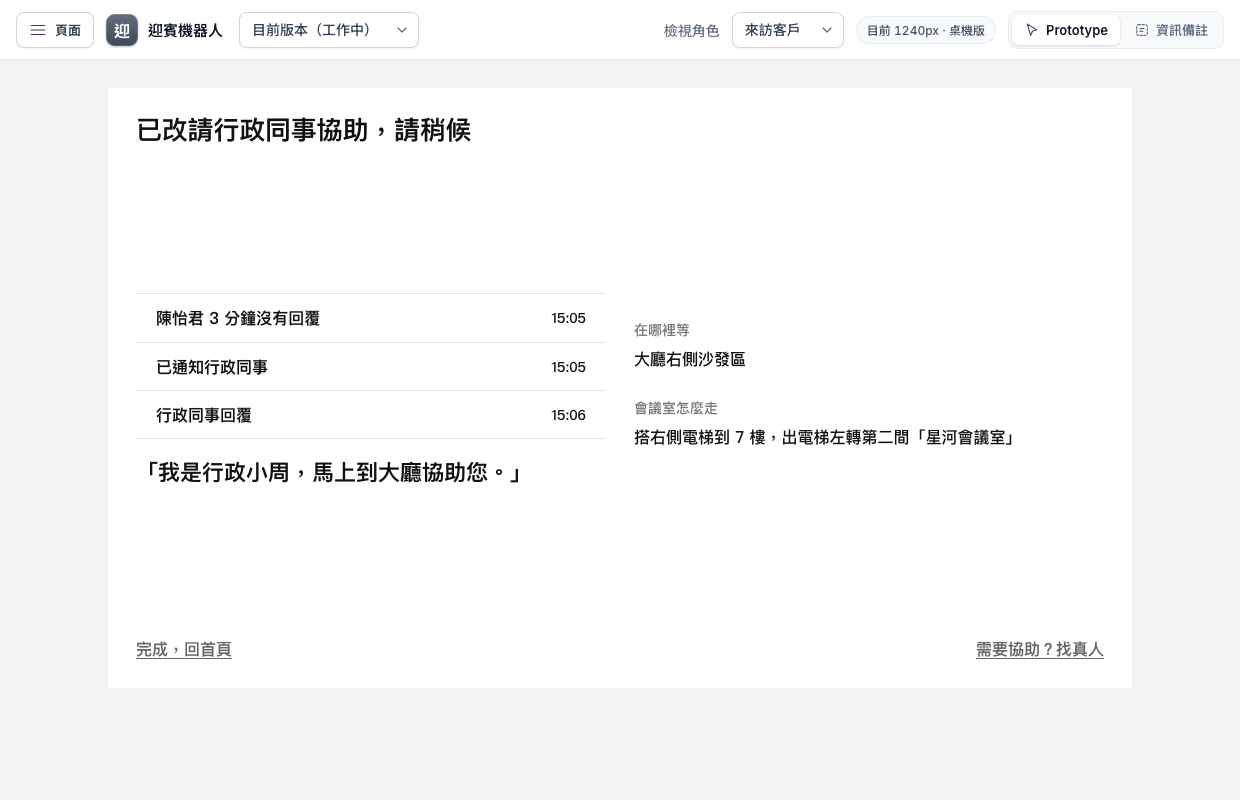 頁面
迎
迎賓機器人
目前版本（工作中）
檢視角色
來訪客戶
目前 1240px · 桌機版
Prototype
資訊備註
已改請行政同事協助，請稍候
陳怡君 3 分鐘沒有回覆 15:05
已通知行政同事 15:05
行政同事回覆 15:06
「我是行政小周，馬上到大廳協助您。」
在哪裡等
大廳右側沙發區
會議室怎麼走
搭右側電梯到 7 樓，出電梯左轉第二間「星河會議室」
完成，回首頁
需要協助？找真人